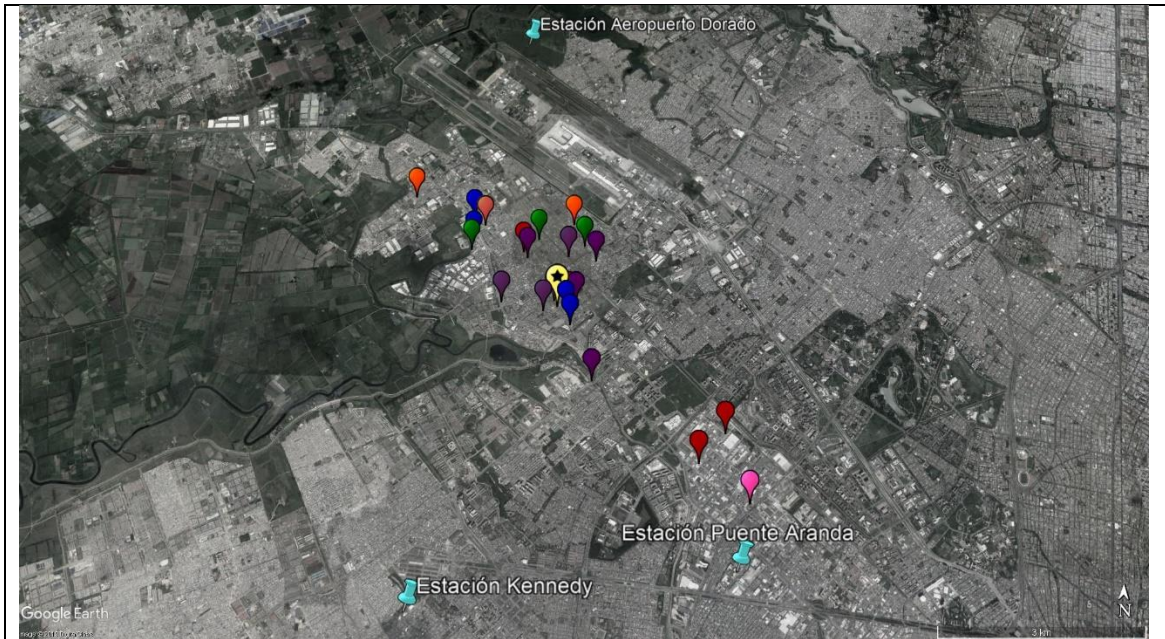 Estación Aeropuerto Dorado
Estación Puente Aranda
Estación Kennedy
Google Earth
N
3 km